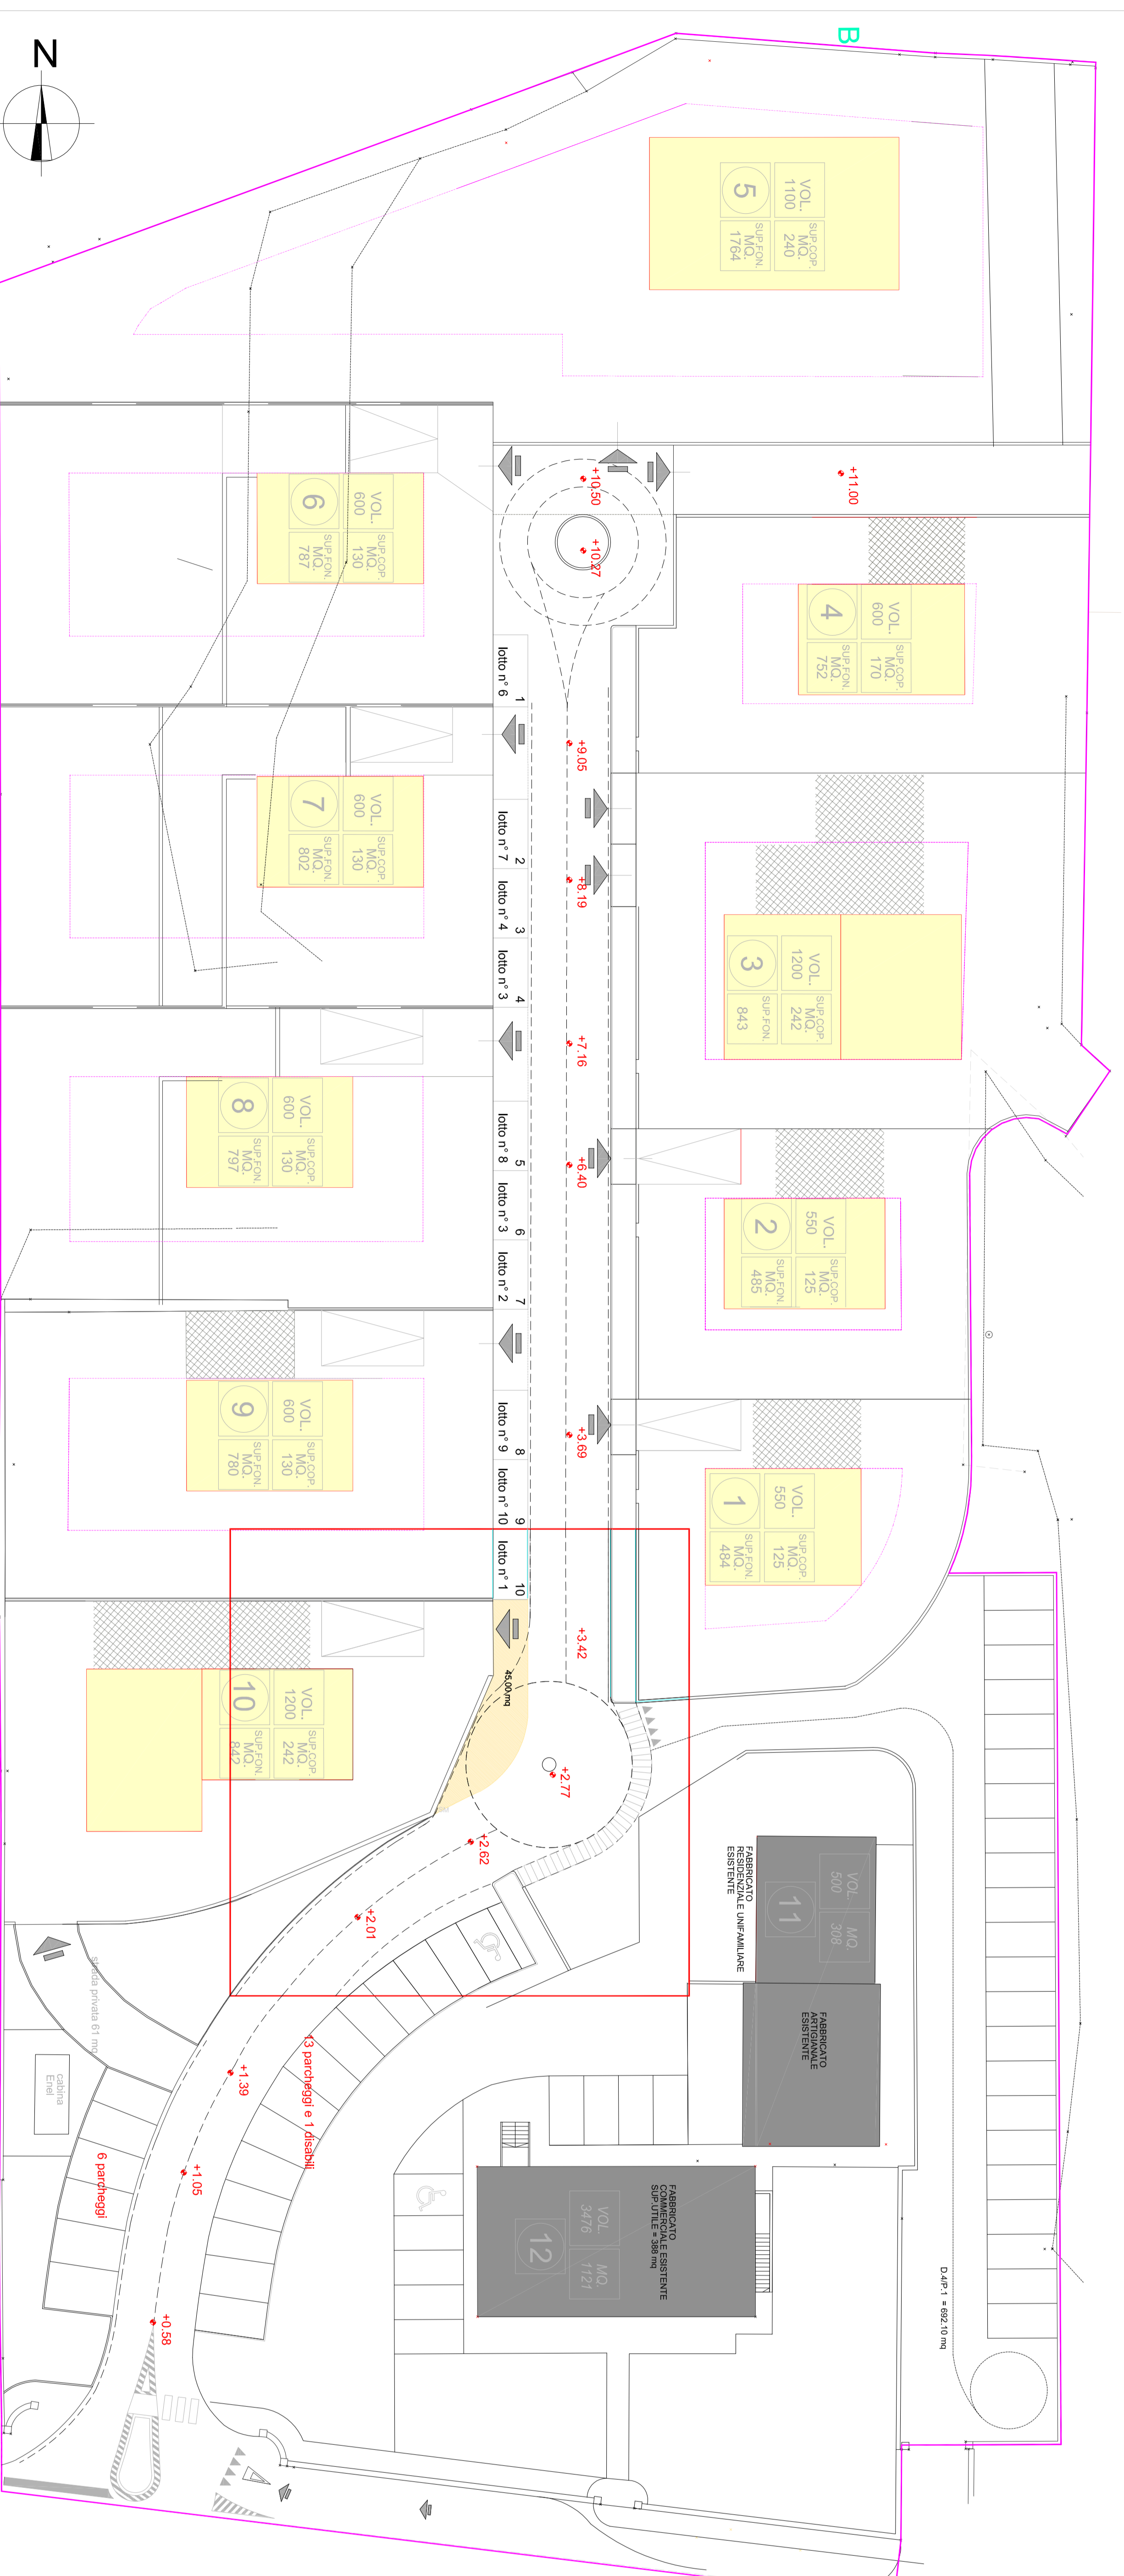 B
N
VOL.
1100
SUP.COP.
MQ.
240
5
SUP.FON.
MQ.
1764
+11.00
+10.50
+10.27
VOL.
600
SUP.COP.
MQ.
130
6
SUP.FON.
MQ.
787
VOL.
600
SUP.COP.
MQ.
170
4
SUP.FON.
MQ.
752
1
lotto n° 6
+9.05
VOL.
600
SUP.COP.
MQ.
130
7
SUP.FON.
MQ.
802
2
lotto n° 7
+8.19
3
lotto n° 4
4
lotto n° 3
VOL.
1200
SUP.COP.
MQ.
242
3
SUP.FON.
843
+7.16
VOL.
600
SUP.COP.
MQ.
130
8
SUP.FON.
MQ.
797
5
lotto n° 8
+6.40
6
lotto n° 3
7
lotto n° 2
VOL.
550
SUP.COP.
MQ.
125
2
SUP.FON.
MQ.
485
VOL.
600
SUP.COP.
MQ.
130
9
SUP.FON.
MQ.
780
8
lotto n° 9
+3.69
9
lotto n° 10
10
lotto n° 1
VOL.
550
SUP.COP.
MQ.
125
1
SUP.FON.
MQ.
484
+3.42
45,00 mq
VOL.
1200
SUP.COP.
MQ.
242
10
SUP.FON.
MQ.
842
+2.77
+2.62
+2.01
FABBRICATO
RESIDENZIALE UNIFAMILIARE
ESISTENTE
VOL.
500
MQ.
308
11
FABBRICATO
ARTIGIANALE
ESISTENTE
strada privata 61 mq
cabina
Enel
13 parcheggi e 1 disabili
+1.39
6 parcheggi
+1.05
+0.58
FABBRICATO
COMMERCIALE ESISTENTE
SUP.UTILE = 388 mq
VOL.
3476
MQ.
1121
12
D.4/P.1 = 692.10 mq